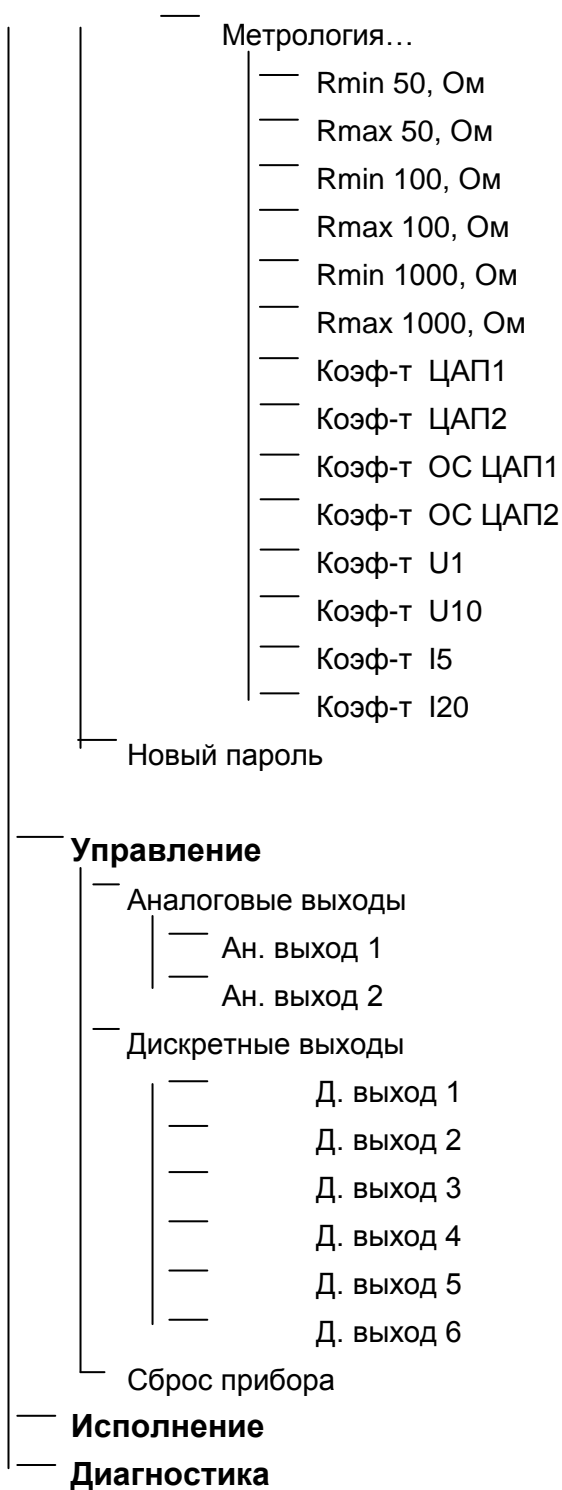 Метрология…
Rmin 50, Ом
Rmax 50, Ом
Rmin 100, Ом
Rmax 100, Ом
Rmin 1000, Ом
Rmax 1000, Ом
Коэф-т ЦАП1
Коэф-т ЦАП2
Коэф-т ОС ЦАП1
Коэф-т ОС ЦАП2
Коэф-т U1
Коэф-т U10
Коэф-т I5
Коэф-т I20
Новый пароль
Управление
Аналоговые выходы
Ан. выход 1
Ан. выход 2
Дискретные выходы
Д. выход 1
Д. выход 2
Д. выход 3
Д. выход 4
Д. выход 5
Д. выход 6
Сброс прибора
Исполнение
Диагностика